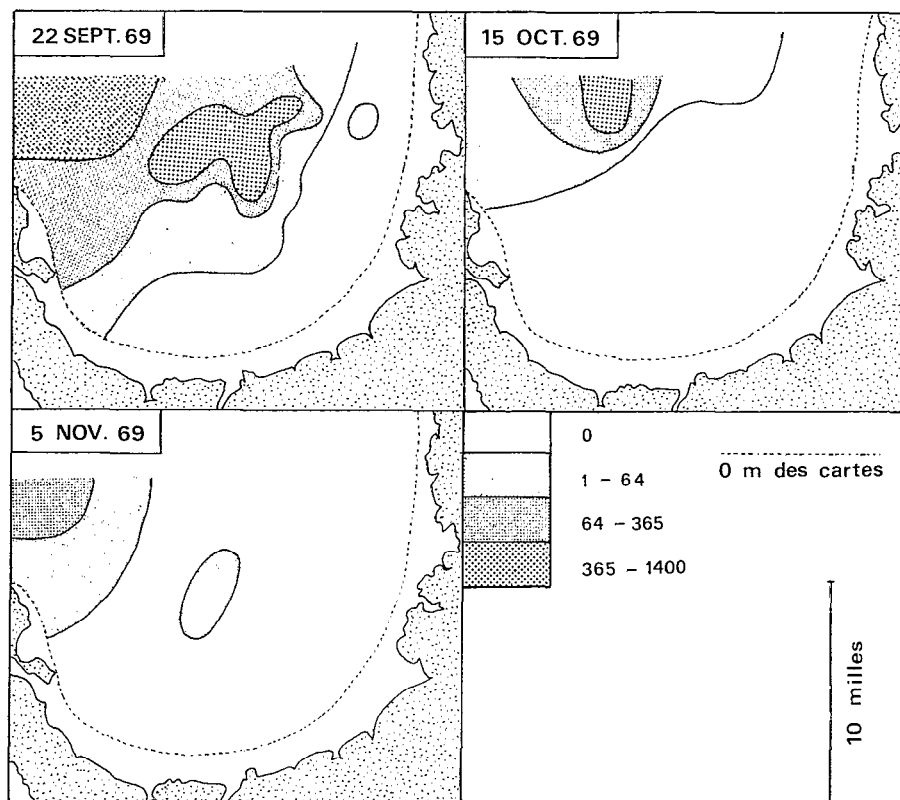 22 SEPT. 69
15 OCT. 69
5 NOV. 69
0
1 – 64
64 – 365
365 – 1400
0 m des cartes
10 milles